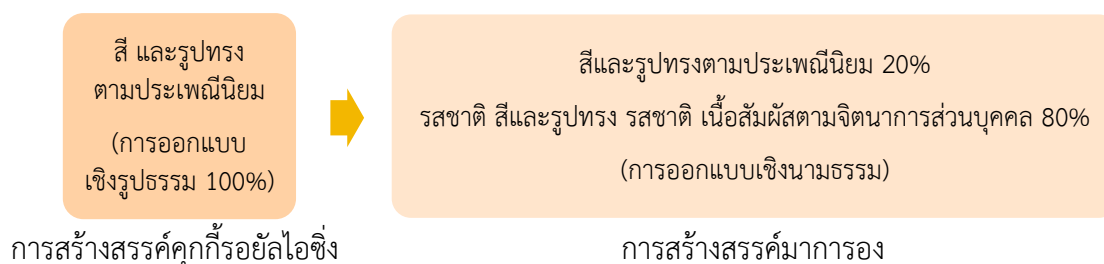 สี และรูปทรง
ตามประเพณีนิยม
(การออกแบบ
เชิงรูปธรรม 100%)
การสร้างสรรค์คุกกี้รอยัลไอซิ่ง
สีและรูปทรงตามประเพณีนิยม 20%
รสชาติ สีและรูปทรง รสชาติ เนื้อสัมผัสตามจิตนาการส่วนบุคคล 80%
(การออกแบบเชิงนามธรรม)
การสร้างสรรค์มาการอง